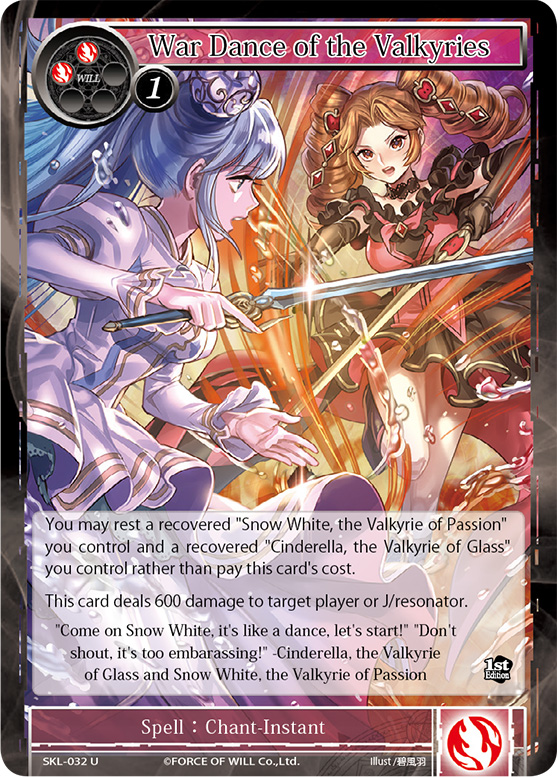 War Dance of the Valkyries
WILL
1
You may rest a recovered "Snow White, the Valkyrie of Passion"
you control and a recovered "Cinderella, the Valkyrie of Glass"
you control rather than pay this card's cost.
This card deals 600 damage to target player or J/resonator.
"Come on Snow White, it's like a dance, let's start!" "Don't
shout, it's too embarassing!" -Cinderella, the Valkyrie
of Glass and Snow White, the Valkyrie of Passion
1st
Edition
Spell : Chant-Instant
SKL-032 U ©FORCE OF WILL Co.,Ltd. Illust/碧風羽